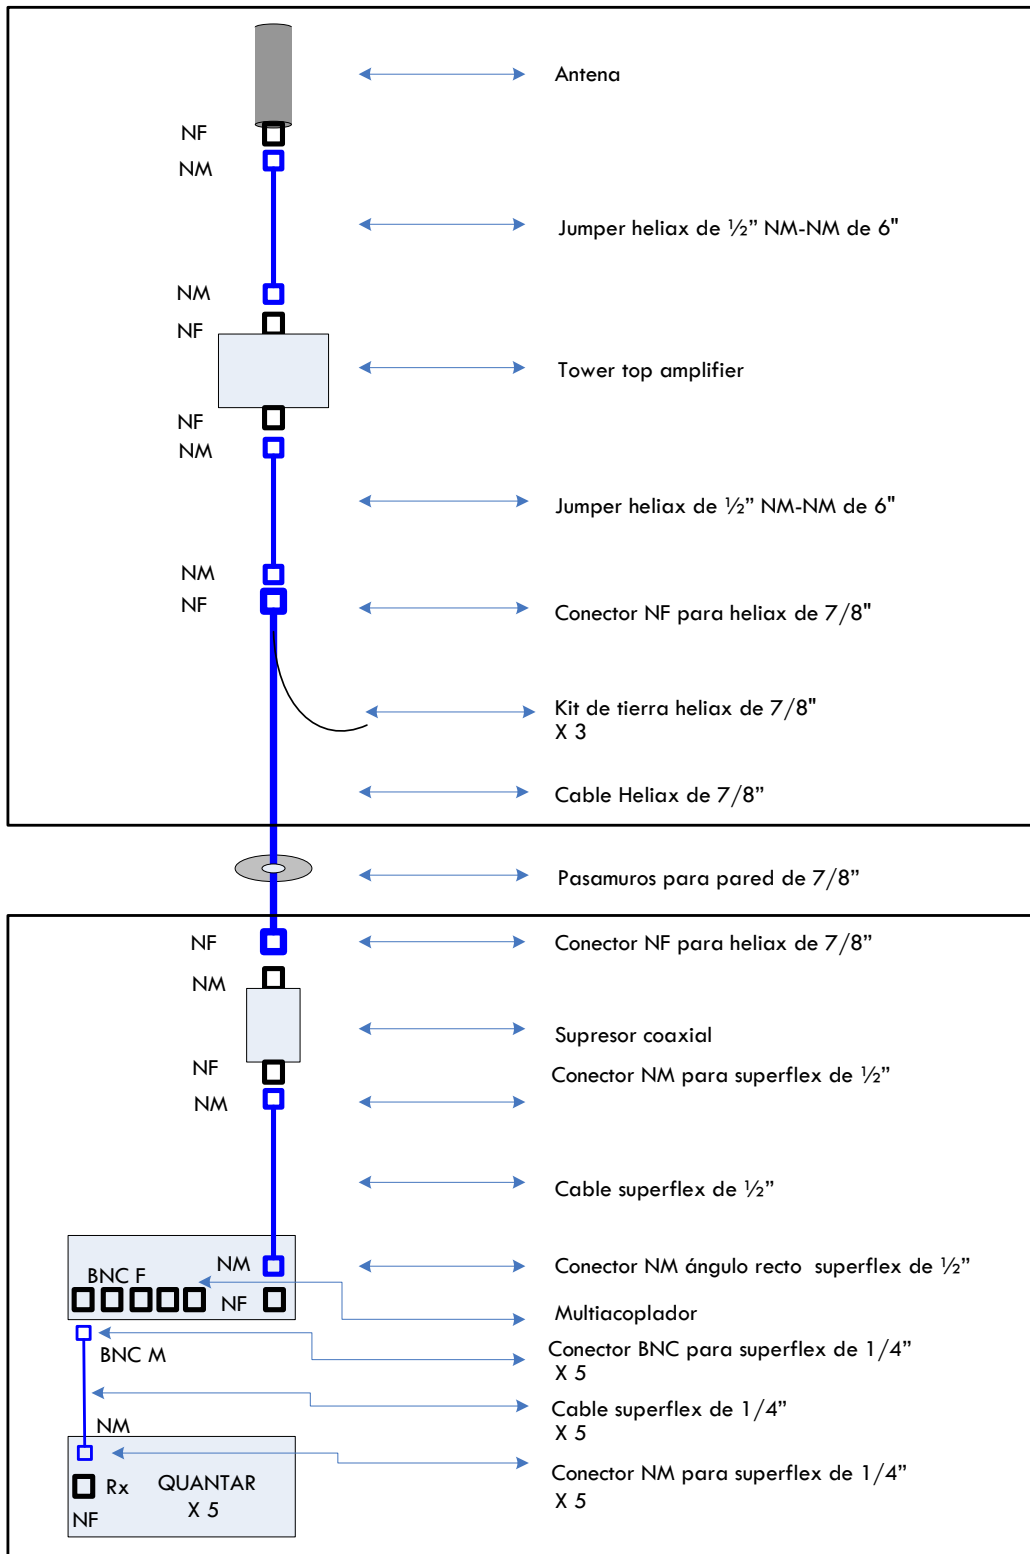 Antena
NF
NM
Jumper heliax de ½” NM-NM de 6"
NM
NF
Tower top amplifier
NF
NM
Jumper heliax de ½” NM-NM de 6"
NM
NF
Conector NF para heliax de 7/8"
Kit de tierra heliax de 7/8"
X 3
Cable Heliax de 7/8”
Pasamuros para pared de 7/8”
NF
Conector NF para heliax de 7/8”
NM
Supresor coaxial
NF
Conector NM para superflex de ½”
NM
Cable superflex de ½”
NM
Conector NM ángulo recto  superflex de ½”
BNC F
NF
Multiacoplador
BNC M
Conector BNC para superflex de 1/4”
X 5
Cable superflex de 1/4”
X 5
NM
Conector NM para superflex de 1/4”
X 5
Rx
QUANTAR
X 5
NF